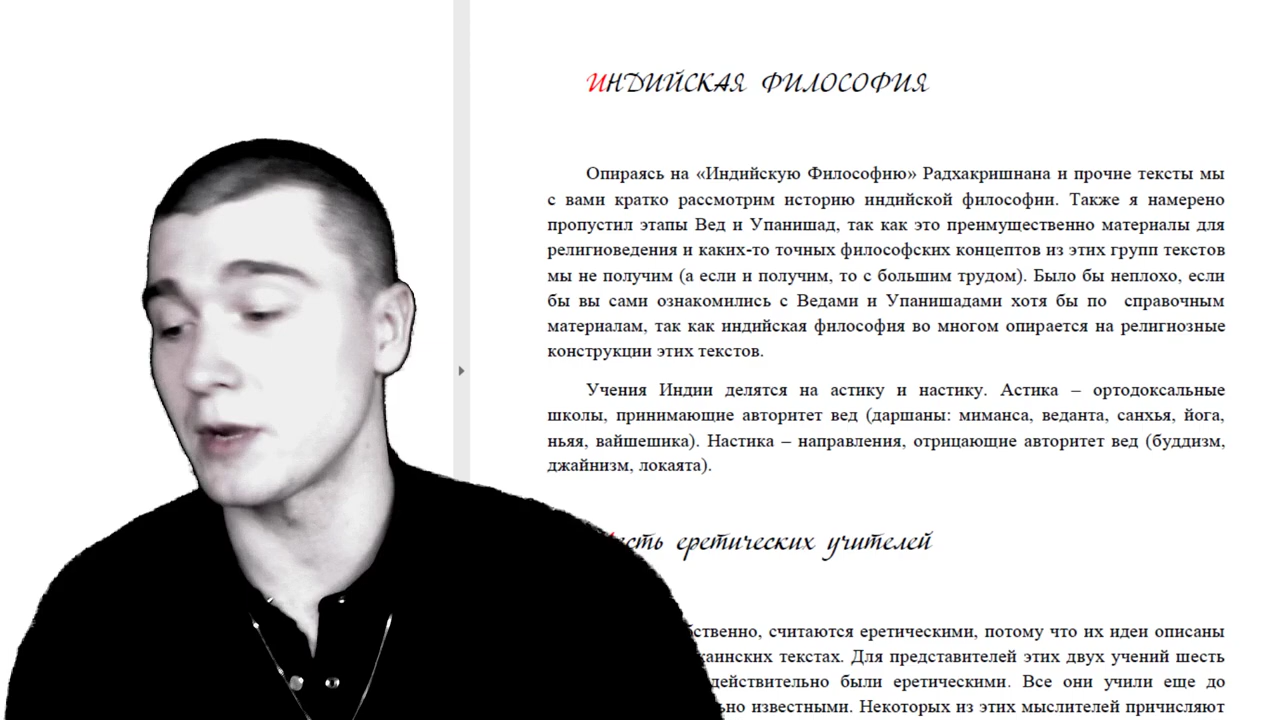 ИНДИЙСКАЯ ФИЛОСОФИЯ
Опираясь на «Индийскую Философию» Радхакришнана и прочие тексты мы
с вами кратко рассмотрим историю индийской философии. Также я намерено
пропустил этапы Вед и Упанишад, так как это преимущественно материалы для
религиоведения и каких-то точных философских концептов из этих групп текстов
мы не получим (а если и получим, то с большим трудом). Было бы неплохо, если
бы вы сами ознакомились с Ведами и Упанишадами хотя бы по справочным
материалам, так как индийская философия во многом опирается на религиозные
конструкции этих текстов.
Учения Индии делятся на астику и настику. Астика – ортодоксальные
школы, принимающие авторитет вед (даршаны: миманса, веданта, санхья, йога,
ньяя, вайшешика). Настика – направления, отрицающие авторитет вед (буддизм,
джайнизм, локаята).
еретических учителей
считаются еретическими, потому что их идеи описаны
текстах. Для представителей этих двух учений шесть
действительно были еретическими. Все они учили еще до
известными. Некоторых из этих мыслителей причисляют